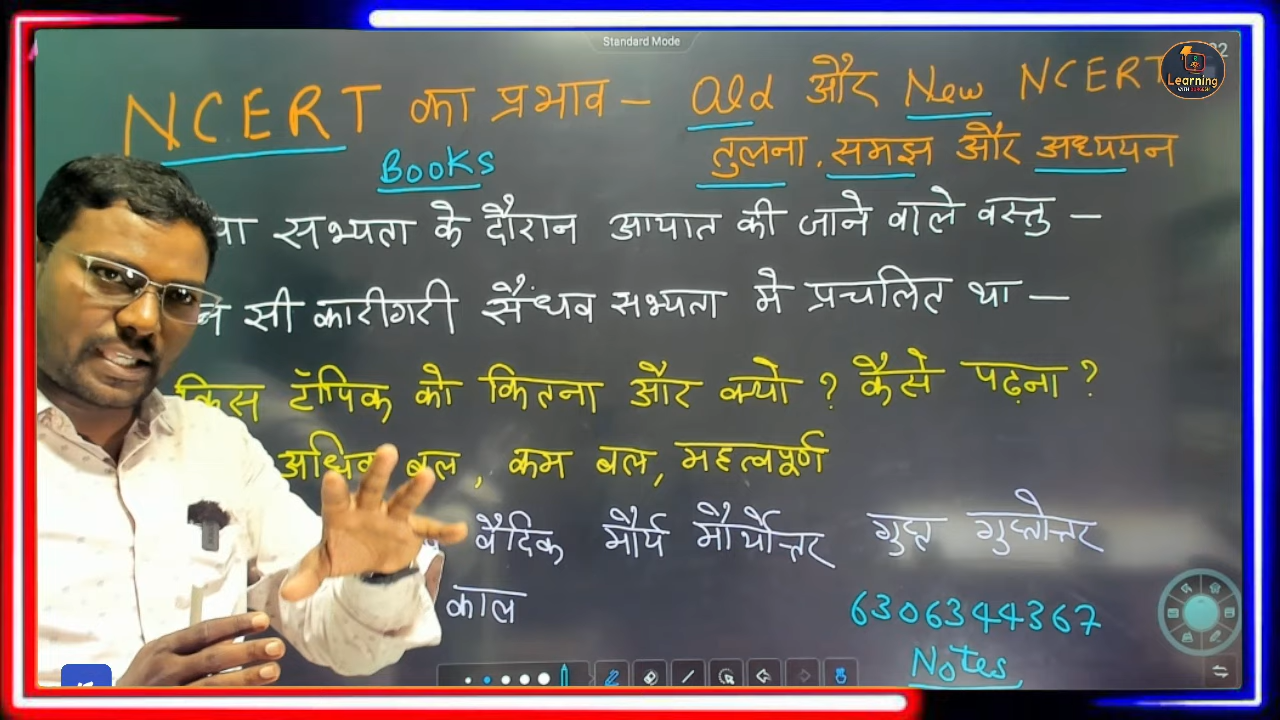 Standard Mode
Learning
NCERT का प्रभाव – Old और New NCERT
Books
तुलना, समझ और अध्ययन
सभ्यता के दौरान आयात की जाने वाले वस्तु –
सी कारीगरी सैंधव सभ्यता मे प्रचलित था –
किस टॉपिक को कितना और क्यो ? कैसे पढ़ना ?
अधिक बल, कम बल, महत्वपूर्ण
वैदिक मौर्य मौर्योत्तर गुप्त गुप्तोत्तर
काल
6306344367
Notes